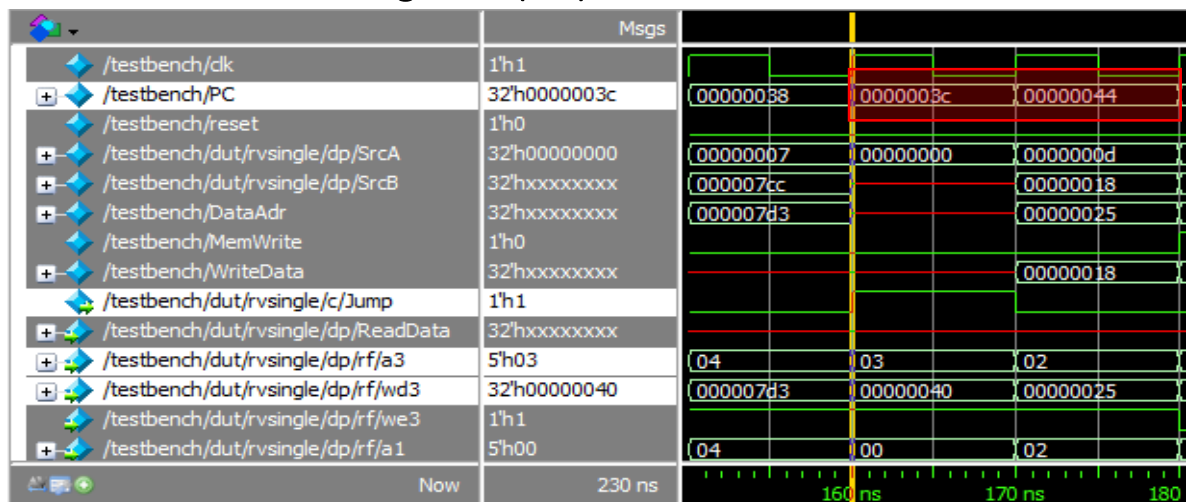 Msgs
/testbench/clk 1'h1
/testbench/PC 32'h0000003c 00000038 0000003c 00000044
/testbench/reset 1'h0
/testbench/dut/rvsingle/dp/SrcA 32'h00000000 00000007 00000000 0000000d
/testbench/dut/rvsingle/dp/SrcB 32'hxxxxxxxx 000007cc 00000018
/testbench/DataAdr 32'hxxxxxxxx 000007d3 00000025
/testbench/MemWrite 1'h0
/testbench/WriteData 32'hxxxxxxxx 00000018
/testbench/dut/rvsingle/c/Jump 1'h1
/testbench/dut/rvsingle/dp/ReadData 32'hxxxxxxxx
/testbench/dut/rvsingle/dp/rf/a3 5'h03 04 03 02
/testbench/dut/rvsingle/dp/rf/wd3 32'h00000040 000007d3 00000040 00000025
/testbench/dut/rvsingle/dp/rf/we3 1'h1
/testbench/dut/rvsingle/dp/rf/a1 5'h00 04 00 02
Now 230 ns 160 ns 170 ns 180